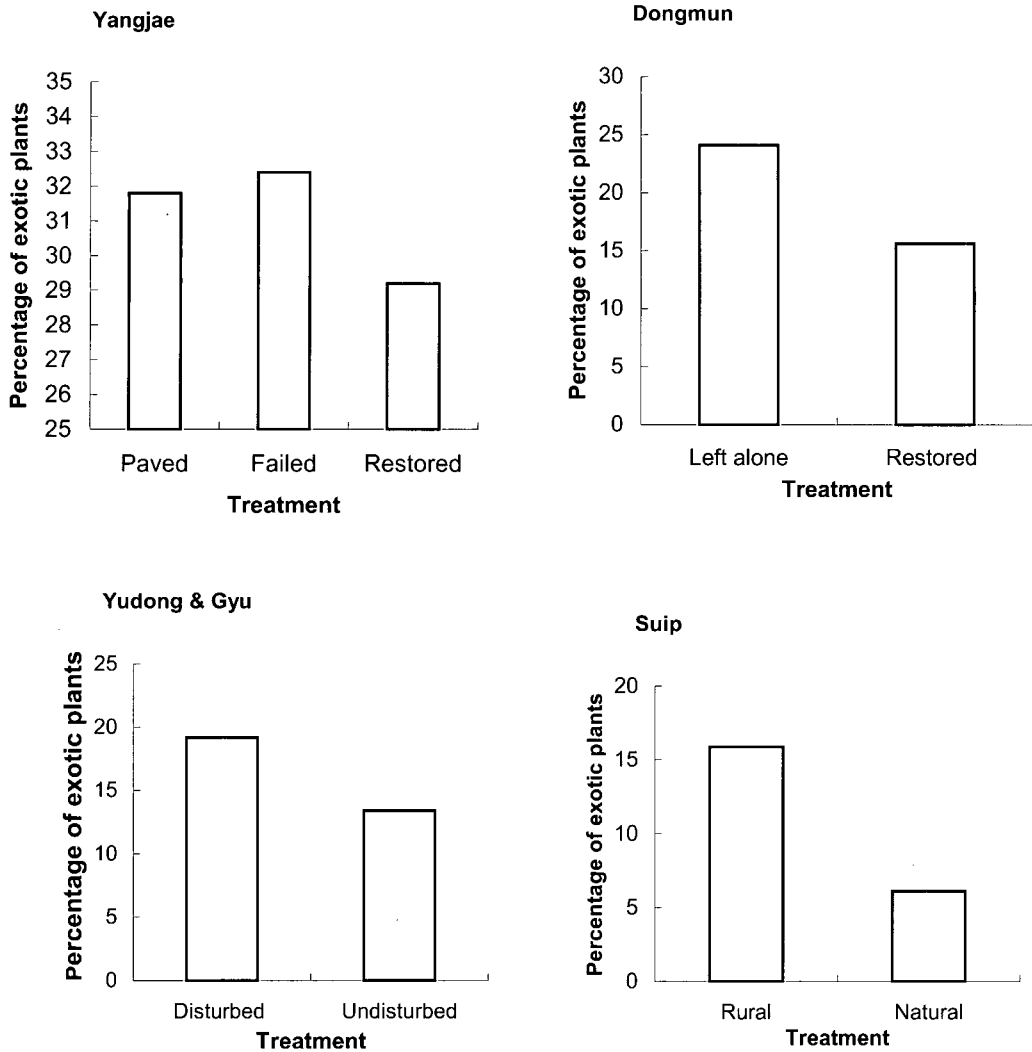 Yangjae
Percentage of exotic plants
35
34
33
32
31
30
29
28
27
26
25
Paved Failed Restored
Treatment
Dongmun
Percentage of exotic plants
30
25
20
15
10
5
0
Left alone Restored
Treatment
Yudong & Gyu
Percentage of exotic plants
25
20
15
10
5
0
Disturbed Undisturbed
Treatment
Suip
Percentage of exotic plants
20
15
10
5
0
Rural Natural
Treatment